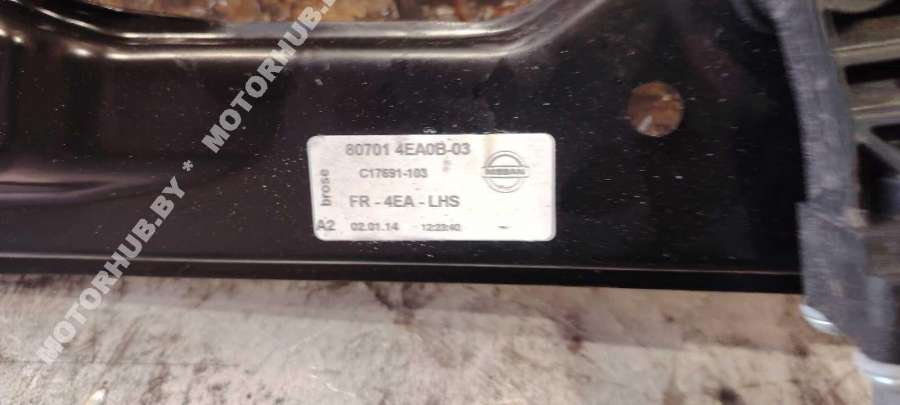 80701 4EA0B-03
C17691-103
NISSAN
brose
FR - 4EA - LHS
A2 02.01.14 12:23:40
MOTORHUB.BY * MOTORHUB.BY